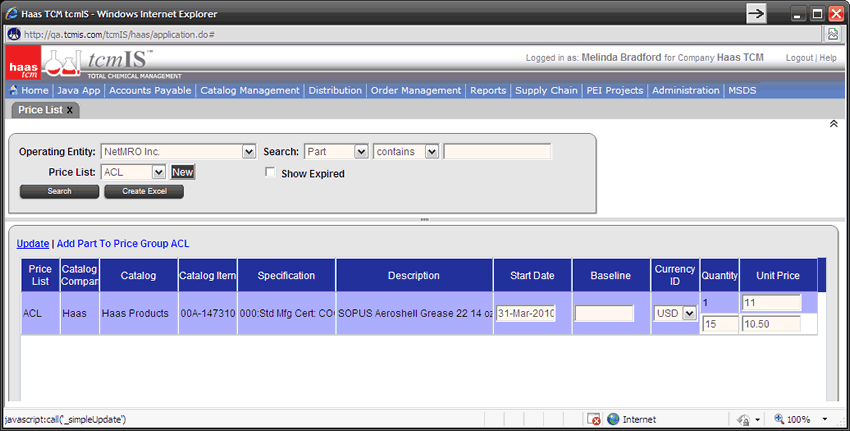 Haas TCM tcmIS - Windows Internet Explorer
http://qa.tcmis.com/tcmIS/haas/application.do#
haas tcm tcmIS™ TOTAL CHEMICAL MANAGEMENT
Logged in as: Melinda Bradford for Company Haas TCM Logout | Help
Home | Java App | Accounts Payable | Catalog Management | Distribution | Order Management | Reports | Supply Chain | PEI Projects | Administration | MSDS
Price List X
Operating Entity: NetMRO Inc. Search: Part contains
Price List: ACL New Show Expired
Search Create Excel
Update | Add Part To Price Group ACL
Price List Catalog Compan Catalog Catalog Item Specification Description Start Date Baseline Currency ID Quantity Unit Price
ACL Haas Haas Products 00A-147310 000:Std Mfg Cert: CO SOPUS Aeroshell Grease 22 14 oz 31-Mar-2010 USD 1 11
15 10.50
javascript:call('_simpleUpdate') Internet 100%